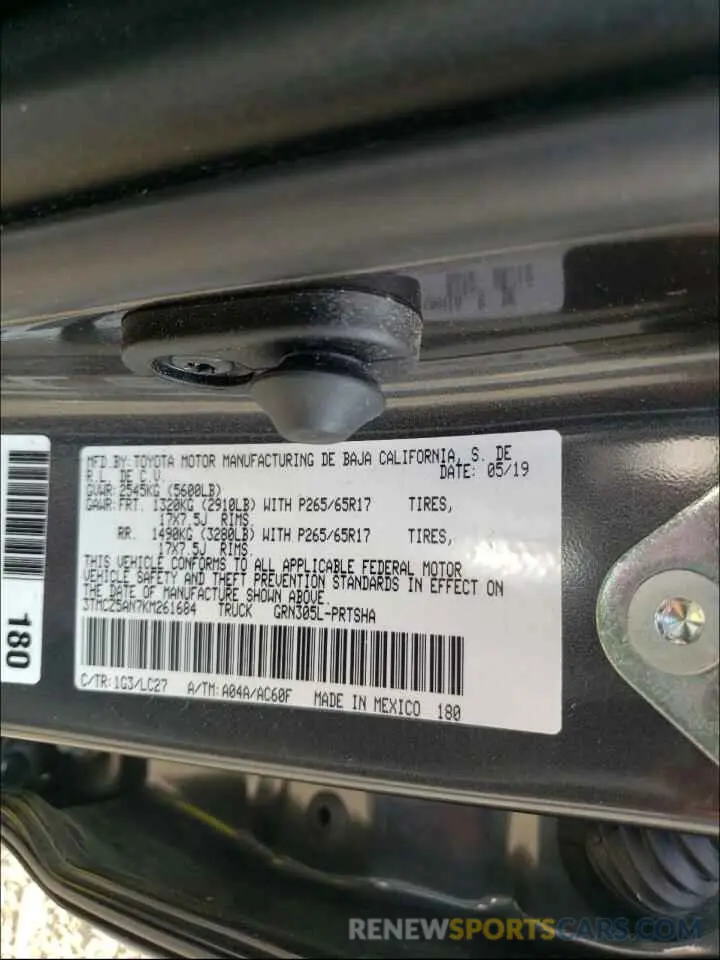 MFD.BY:TOYOTA MOTOR MANUFACTURING DE BAJA CALIFORNIA, S. DE
R.L. DE C.V. DATE: 05/19
GVWR: 2545KG (5600LB)
GAWR: FRT. 1320KG (2910LB) WITH P265/65R17 TIRES,
17X7.5J RIMS,
RR. 1490KG (3280LB) WITH P265/65R17 TIRES,
17X7.5J RIMS.
THIS VEHICLE CONFORMS TO ALL APPLICABLE FEDERAL MOTOR
VEHICLE SAFETY AND THEFT PREVENTION STANDARDS IN EFFECT ON
THE DATE OF MANUFACTURE SHOWN ABOVE.
3TMCZ5AN7KM261604 TRUCK GRN305L-PRTSHA
C/TR:1G3/LC27 A/TM:A04A/AC60F MADE IN MEXICO 180
180
RENEWSPORTSCARS.COM